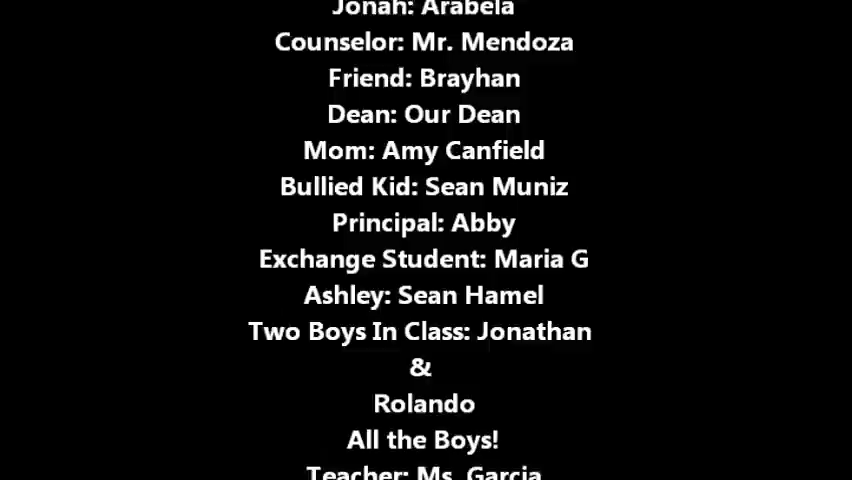 Jonah: Arabela
Counselor: Mr. Mendoza
Friend: Brayhan
Dean: Our Dean
Mom: Amy Canfield
Bullied Kid: Sean Muniz
Principal: Abby
Exchange Student: Maria G
Ashley: Sean Hamel
Two Boys In Class: Jonathan
&
Rolando
All the Boys!
Teacher: Ms. Garcia